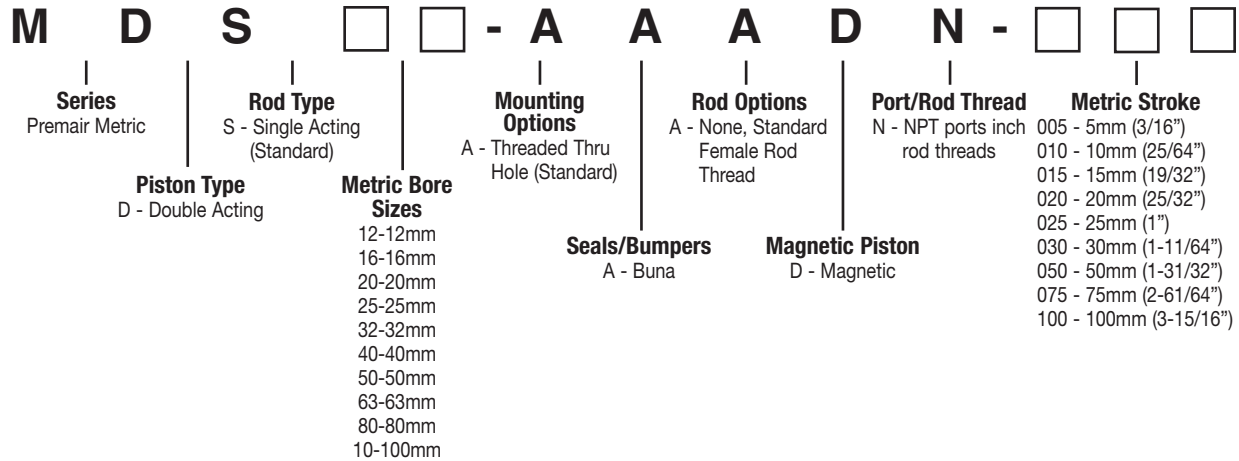 M D S □ □ - A A A D N - □ □ □
Series
Premair Metric
Piston Type
D - Double Acting
Rod Type
S - Single Acting
(Standard)
Metric Bore
Sizes
12-12mm
16-16mm
20-20mm
25-25mm
32-32mm
40-40mm
50-50mm
63-63mm
80-80mm
10-100mm
Mounting
Options
A - Threaded Thru
Hole (Standard)
Seals/Bumpers
A - Buna
Rod Options
A - None, Standard
Female Rod
Thread
Magnetic Piston
D - Magnetic
Port/Rod Thread
N - NPT ports inch
rod threads
Metric Stroke
005 - 5mm (3/16”)
010 - 10mm (25/64”)
015 - 15mm (19/32”)
020 - 20mm (25/32”)
025 - 25mm (1”)
030 - 30mm (1-11/64”)
050 - 50mm (1-31/32”)
075 - 75mm (2-61/64”)
100 - 100mm (3-15/16”)